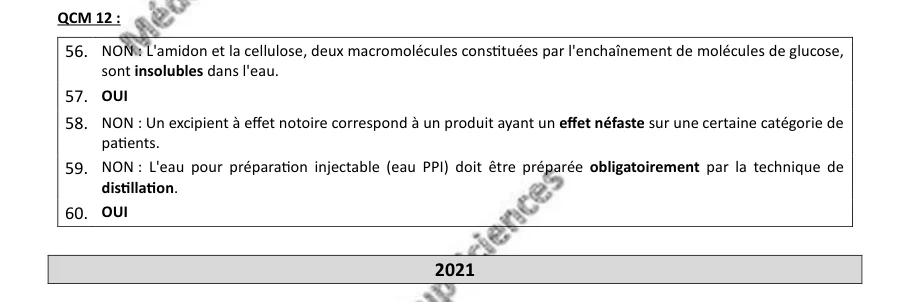 QCM 12 :
56. NON : L'amidon et la cellulose, deux macromolécules constituées par l'enchaînement de molécules de glucose,
sont insolubles dans l'eau.
57. OUI
58. NON : Un excipient à effet notoire correspond à un produit ayant un effet néfaste sur une certaine catégorie de
patients.
59. NON : L'eau pour préparation injectable (eau PPI) doit être préparée obligatoirement par la technique de
distillation.
60. OUI
2021